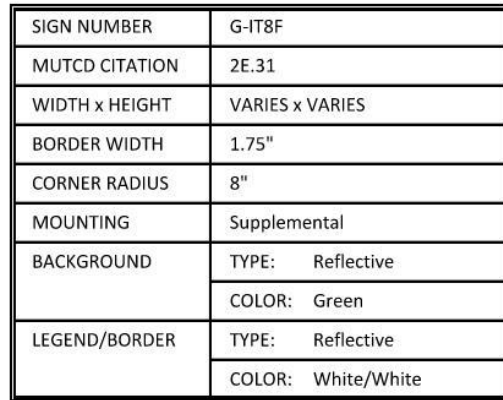 SIGN NUMBER G-IT8F
MUTCD CITATION 2E.31
WIDTH x HEIGHT VARIES x VARIES
BORDER WIDTH 1.75"
CORNER RADIUS 8"
MOUNTING Supplemental
BACKGROUND TYPE: Reflective
COLOR: Green
LEGEND/BORDER TYPE: Reflective
COLOR: White/White